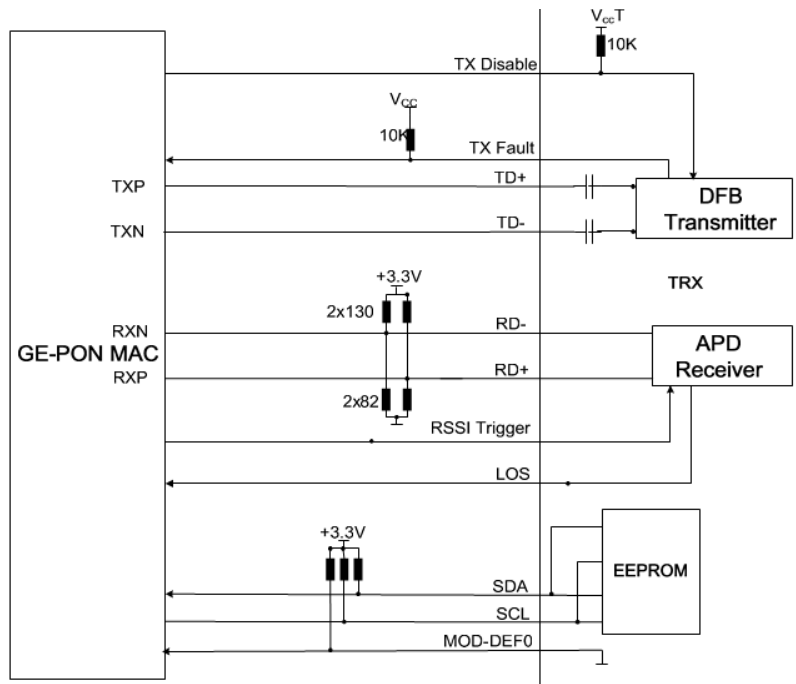 VccT
10K
TX Disable
VCC
10K
TX Fault
TXP
TD+
DFB
Transmitter
TXN
TD-
+3.3V
TRX
2x130
RXN
RD-
GE-PON MAC
APD
Receiver
RXP
RD+
2x82
RSSI Trigger
LOS
+3.3V
EEPROM
SDA
SCL
MOD-DEF0